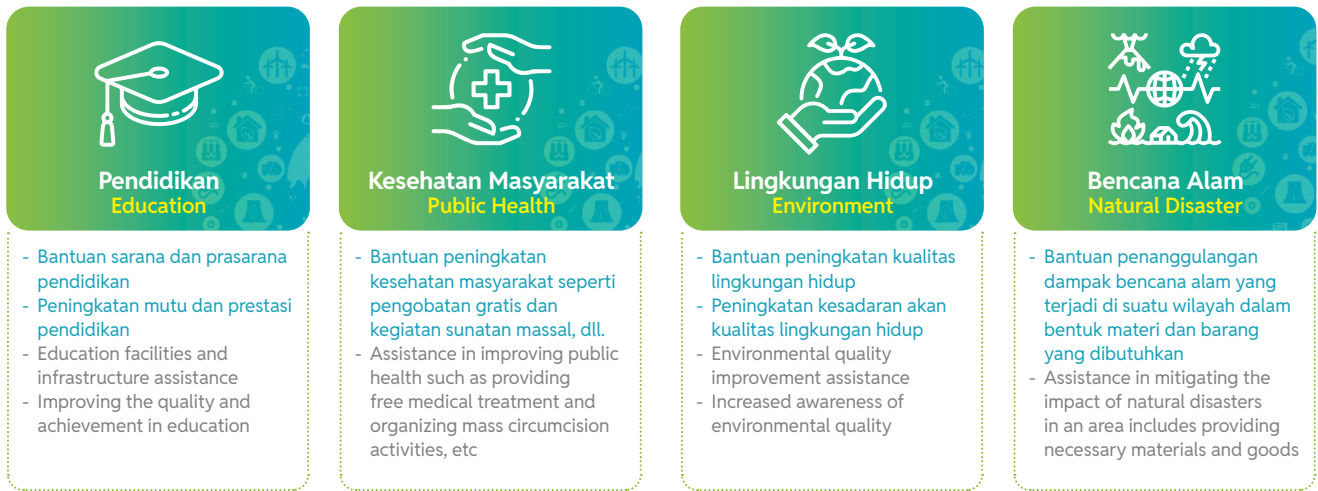 Pendidikan
Education
- Bantuan sarana dan prasarana
pendidikan
- Peningkatan mutu dan prestasi
pendidikan
- Education facilities and
infrastructure assistance
- Improving the quality and
achievement in education
Kesehatan Masyarakat
Public Health
- Bantuan peningkatan
kesehatan masyarakat seperti
pengobatan gratis dan
kegiatan sunatan massal, dll.
- Assistance in improving public
health such as providing
free medical treatment and
organizing mass circumcision
activities, etc
Lingkungan Hidup
Environment
- Bantuan peningkatan kualitas
lingkungan hidup
- Peningkatan kesadaran akan
kualitas lingkungan hidup
- Environmental quality
improvement assistance
- Increased awareness of
environmental quality
Bencana Alam
Natural Disaster
- Bantuan penanggulangan
dampak bencana alam yang
terjadi di suatu wilayah dalam
bentuk materi dan barang
yang dibutuhkan
- Assistance in mitigating the
impact of natural disasters
in an area includes providing
necessary materials and goods